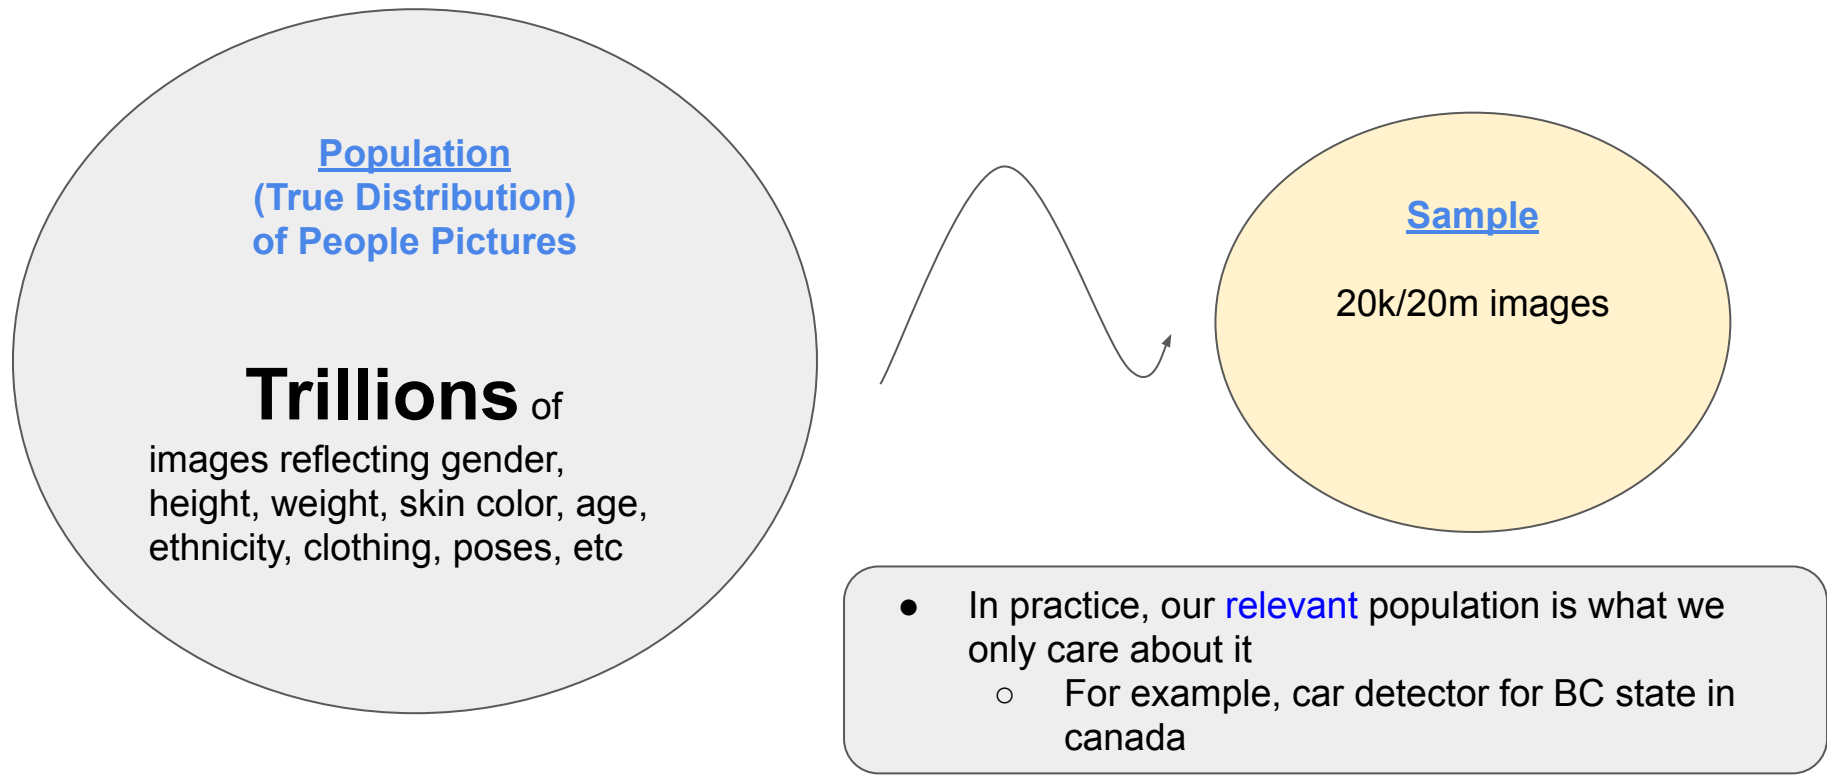 Population
(True Distribution)
of People Pictures
Trillions of
images reflecting gender,
height, weight, skin color, age,
ethnicity, clothing, poses, etc
Sample
20k/20m images
● In practice, our relevant population is what we
only care about it
○ For example, car detector for BC state in
canada